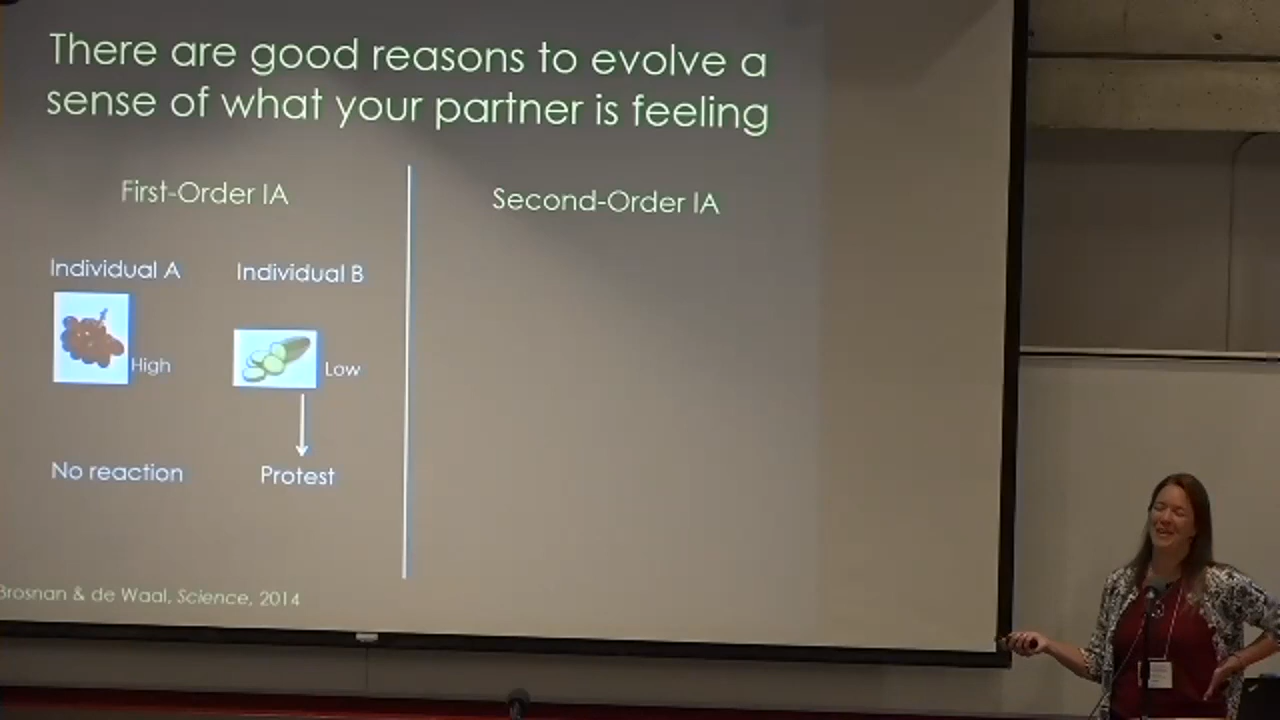 There are good reasons to evolve a
sense of what your partner is feeling
First-Order IA
Second-Order IA
Individual A
Individual B
High
Low
No reaction
Protest
Brosnan & de Waal, Science, 2014